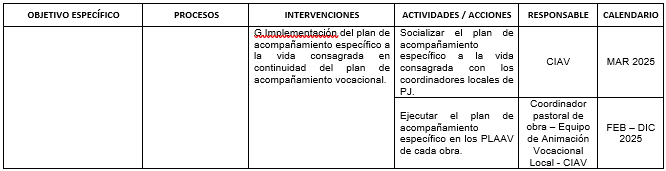 OBJETIVO ESPECÍFICO PROCESOS INTERVENCIONES ACTIVIDADES / ACCIONES RESPONSABLE CALENDARIO
G.Implementación del plan de
acompañamiento específico a
la vida consagrada en
continuidad del plan de
acompañamiento vocacional.
Socializar el plan de
acompañamiento
específico a la vida
consagrada con los
coordinadores locales de
PJ.
CIAV
MAR 2025
Ejecutar el plan de
acompañamiento
específico en los PLAAV
de cada obra.
Coordinador
pastoral de
obra – Equipo
de Animación
Vocacional
Local - CIAV
FEB – DIC
2025